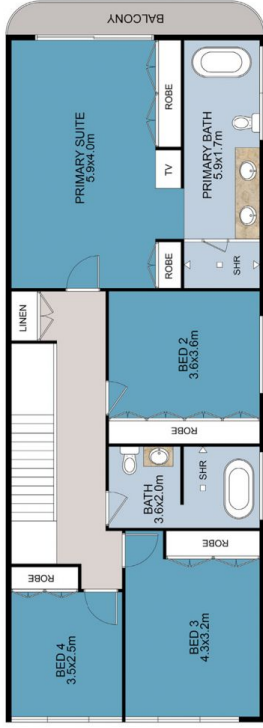 BALCONY
PRIMARY SUITE
5.9x4.0m
ROBE
TV
ROBE
PRIMARY BATH
5.9x1.7m
SHR
LINEN
BED 2
3.6x3.6m
ROBE
BATH
3.6x2.0m
SHR
ROBE
ROBE
BED 4
3.5x2.5m
BED 3
4.3x3.2m